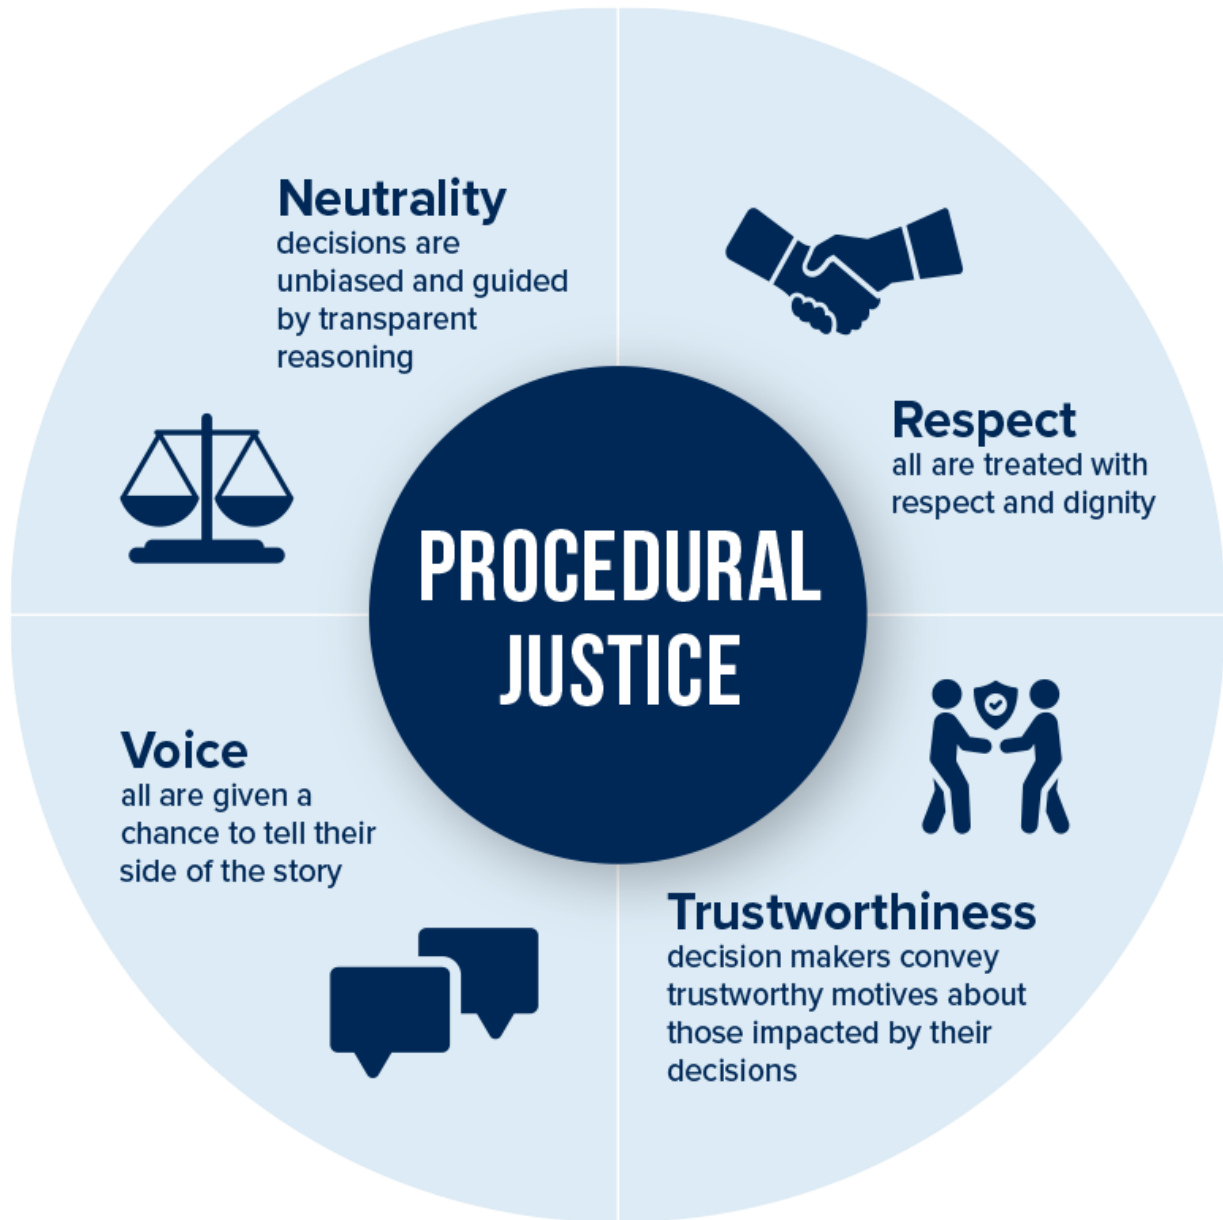 Neutrality
decisions are
unbiased and guided
by transparent
reasoning
Respect
all are treated with
respect and dignity
PROCEDURAL
JUSTICE
Voice
all are given a
chance to tell their
side of the story
Trustworthiness
decision makers convey
trustworthy motives about
those impacted by their
decisions